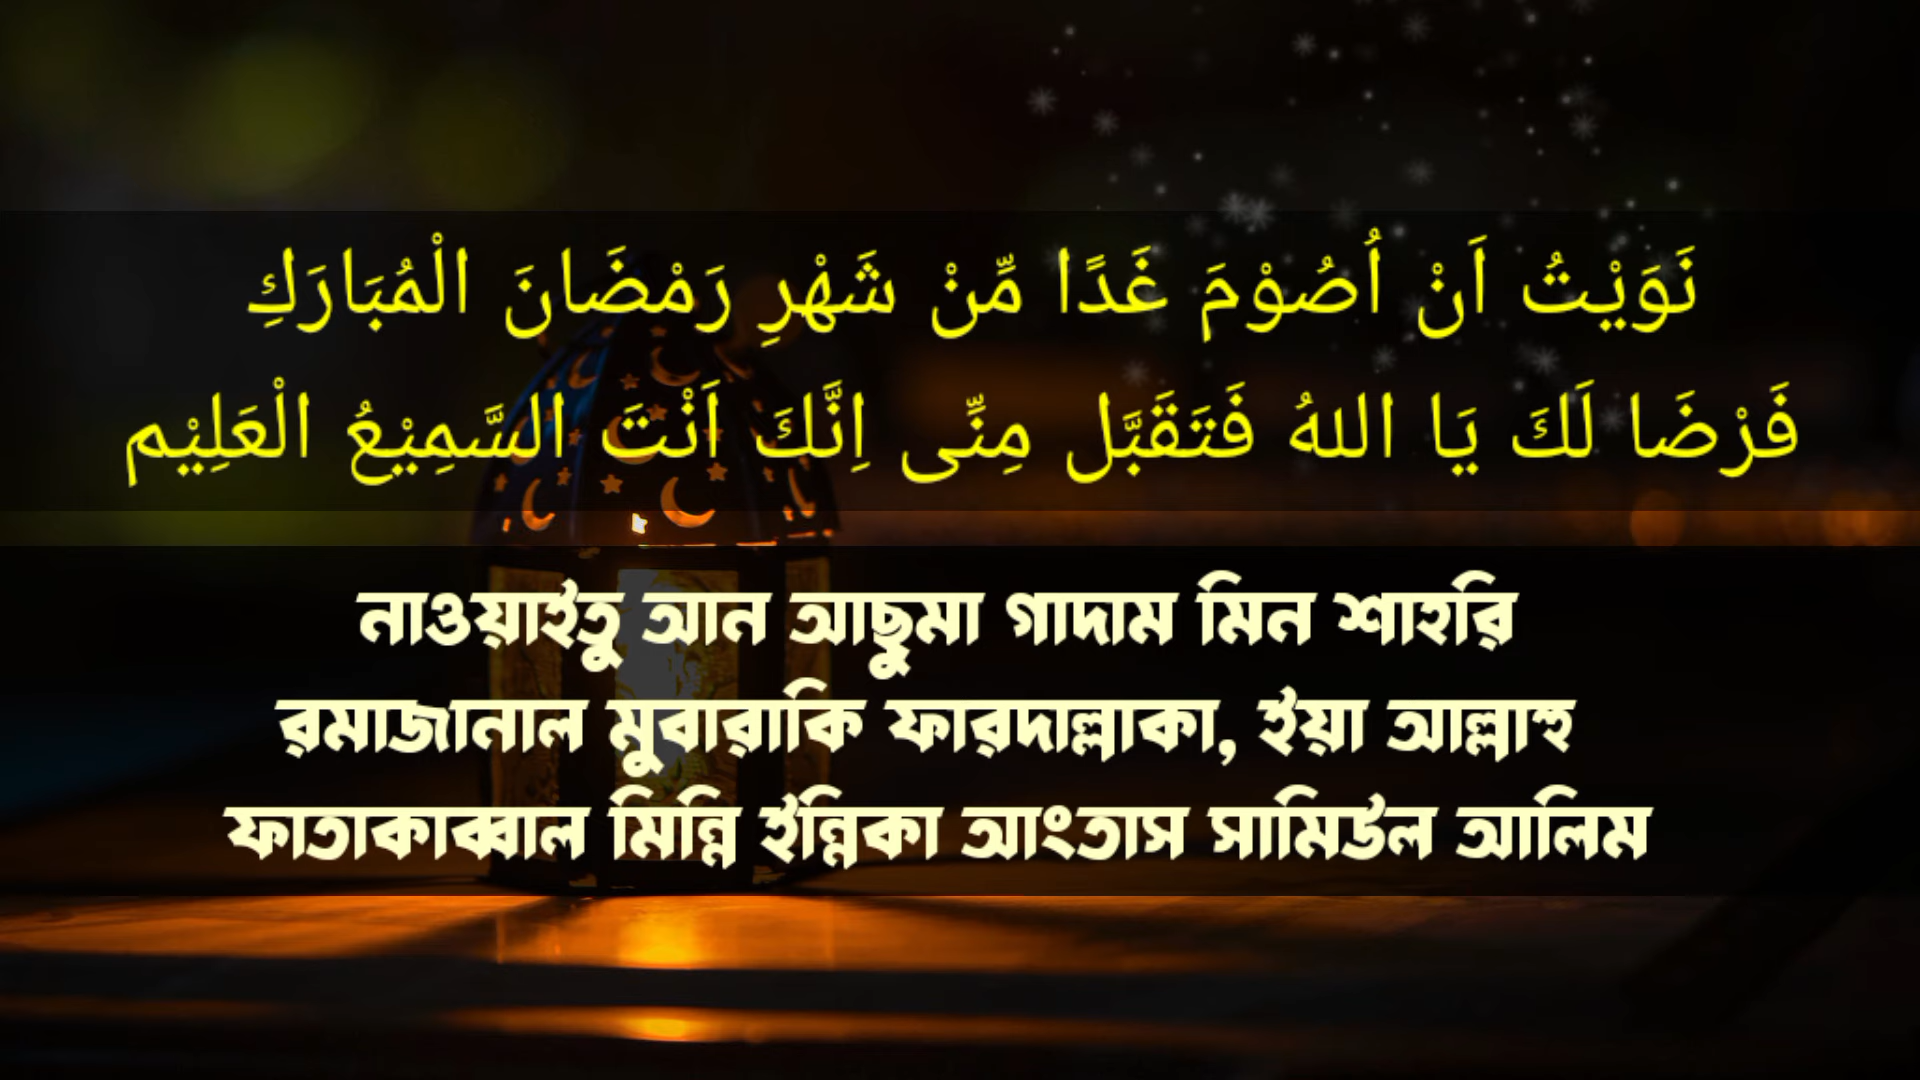 نَوَيْتُ اَنْ اُصُوْمَ غَدًا مِّنْ شَهْرِ رَمْضَانَ الْمُبَارَكِ
فَرْضَا لَكَ يَا اللهُ فَتَقَبَّل مِنِّى اِنَّكَ اَنْتَ السَّمِيْعُ الْعَلِيْم
নাওয়াইতু আন আছুমা গাদাম মিন শাহরি
রমাজানাল মুবারাকি ফারদাল্লাকা, ইয়া আল্লাহু
ফাতাকাব্বাল মিন্নি ইন্নিকা আংতাস সামিউল আলিম